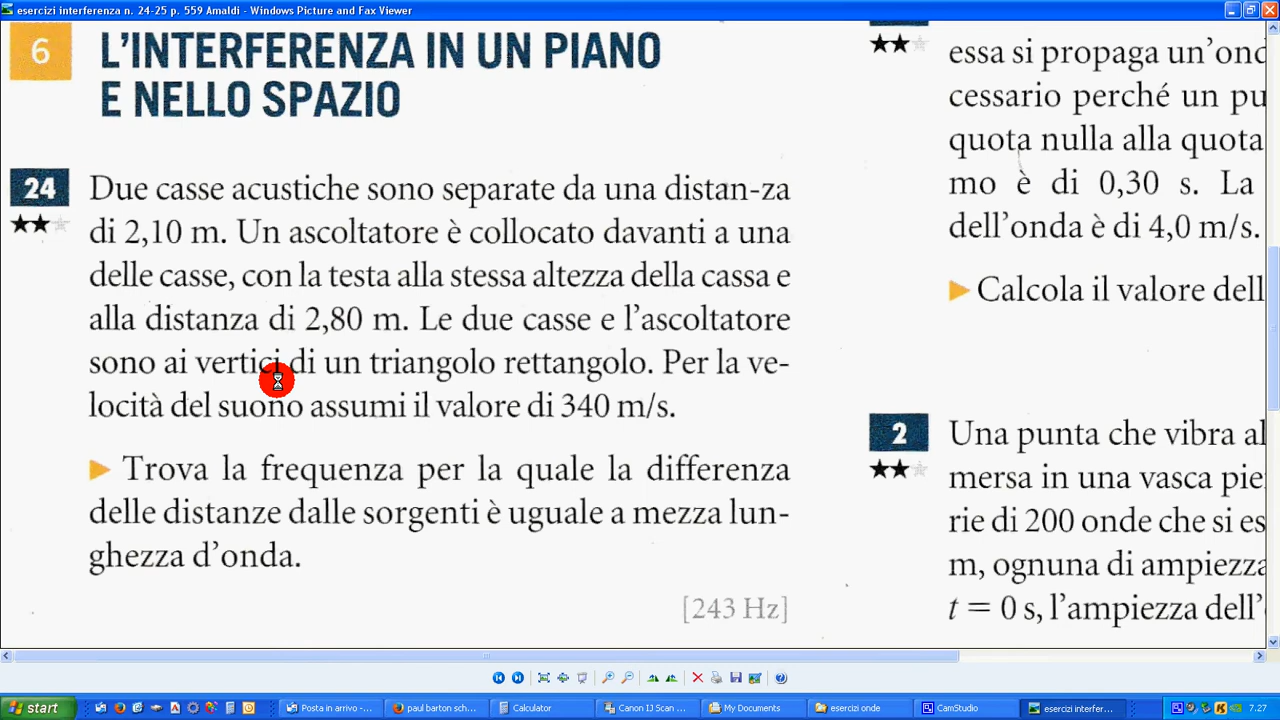 esercizi interferenza n. 24-25 p. 559 Amaldi - Windows Picture and Fax Viewer
6
L'INTERFERENZA IN UN PIANO
E NELLO SPAZIO
24
Due casse acustiche sono separate da una distan-za
di 2,10 m. Un ascoltatore è collocato davanti a una
delle casse, con la testa alla stessa altezza della cassa e
alla distanza di 2,80 m. Le due casse e l'ascoltatore
sono ai vertici di un triangolo rettangolo. Per la ve-
locità del suono assumi il valore di 340 m/s.
Trova la frequenza per la quale la differenza
delle distanze dalle sorgenti è uguale a mezza lun-
ghezza d'onda.
[243 Hz]
essa si propaga un'ond
cessario perché un pu
quota nulla alla quota
mo è di 0,30 s. La
dell'onda è di 4,0 m/s.
Calcola il valore dell
2
Una punta che vibra al
mersa in una vasca pie
rie di 200 onde che si es
m, ognuna di ampiezza
t = 0 s, l'ampiezza dell'
start
Posta in arrivo -...
paul barton sch...
Calculator
Canon IJ Scan ...
My Documents
esercizi onde
CamStudio
esercizi interfer...
7.27